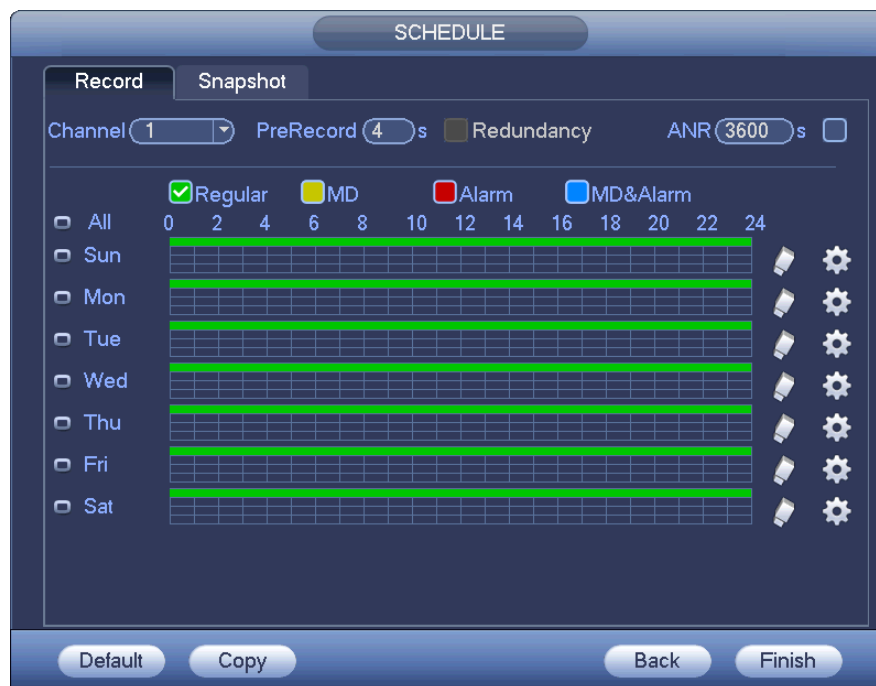 SCHEDULE
Record Snapshot
Channel 1 PreRecord 4 s Redundancy ANR 3600 s
Regular MD Alarm MD&Alarm
All 0 2 4 6 8 10 12 14 16 18 20 22 24
Sun
Mon
Tue
Wed
Thu
Fri
Sat
Default Copy Back Finish